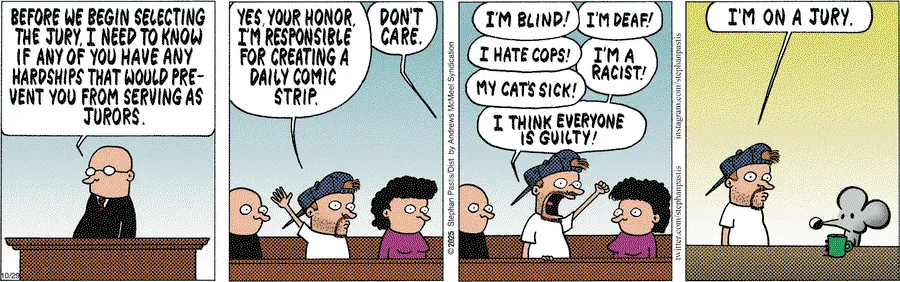 BEFORE WE BEGIN SELECTING
THE JURY, I NEED TO KNOW
IF ANY OF YOU HAVE ANY
HARDSHIPS THAT WOULD PRE-
VENT YOU FROM SERVING AS
JURORS.
10/29
YES, YOUR HONOR,
I'M RESPONSIBLE
FOR CREATING A
DAILY COMIC
STRIP.
DON'T
CARE.
© 2025 Stephan Pastis/Dist by Andrews McMeel Syndication
I'M BLIND!
I'M DEAF!
I HATE COPS!
I'M A
RACIST!
MY CAT'S SICK!
I THINK EVERYONE
IS GUILTY!
twitter.com/stephanpastis
instagram.com/stephanpastis
I'M ON A JURY.